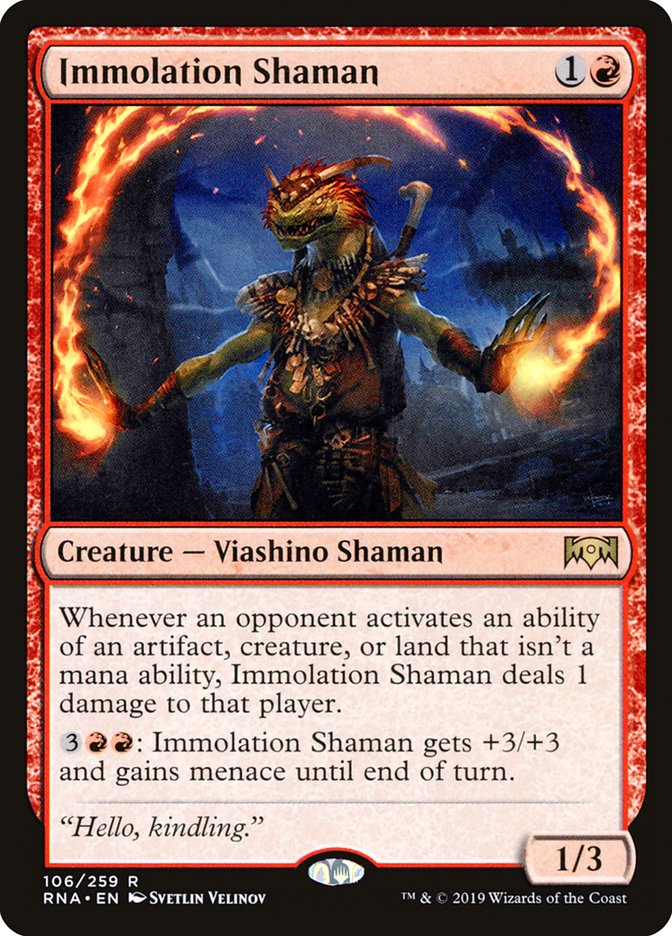 Immolation Shaman 1
Creature — Viashino Shaman
Whenever an opponent activates an ability
of an artifact, creature, or land that isn't a
mana ability, Immolation Shaman deals 1
damage to that player.
3: Immolation Shaman gets +3/+3
and gains menace until end of turn.
“Hello, kindling.”
1/3
106/259 R
RNA • EN Svetlin Velinov
™ & © 2019 Wizards of the Coast